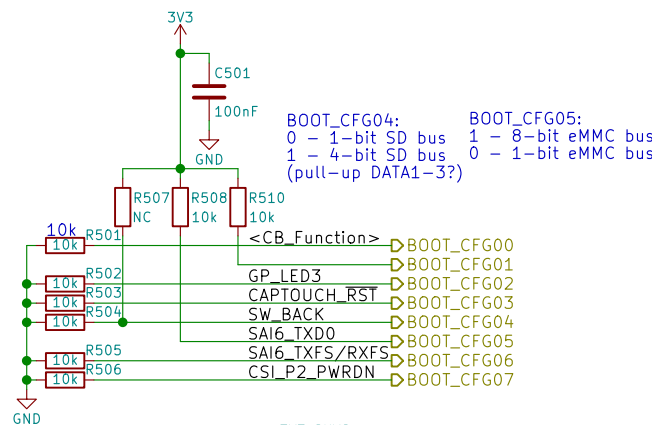 3V3
C501
100nF
GND
BOOT_CFG04:
0 - 1-bit SD bus
1 - 4-bit SD bus
(pull-up DATA1-3?)
BOOT_CFG05:
1 - 8-bit eMMC bus
0 - 1-bit eMMC bus
R507
NC
R508
10k
R510
10k
10k
10k
R501
<CB_Function>
BOOT_CFG00
BOOT_CFG01
10k
R502
GP_LED3
BOOT_CFG02
10k
R503
CAPTOUCH_RST
BOOT_CFG03
10k
R504
SW_BACK
BOOT_CFG04
SAI6_TXD0
BOOT_CFG05
10k
R505
SAI6_TXFS/RXFS
BOOT_CFG06
10k
R506
CSI_P2_PWRDN
BOOT_CFG07
GND